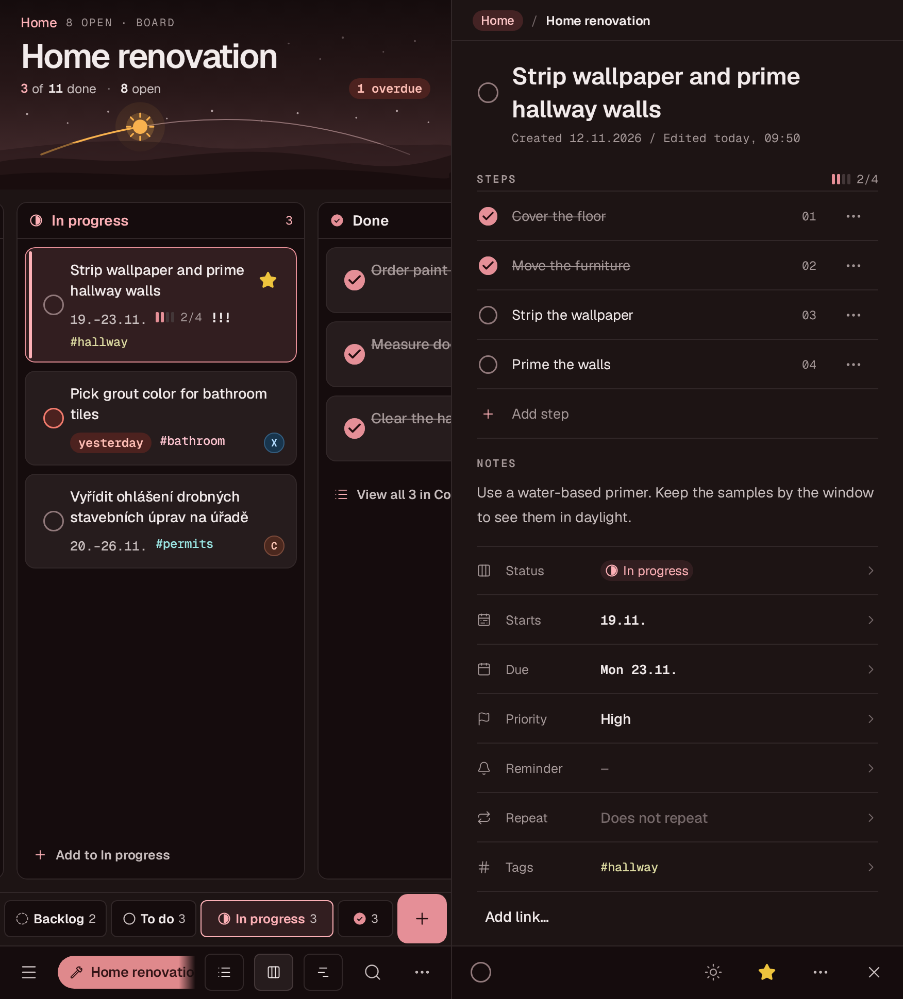 Home 8 OPEN · BOARD
Home renovation
3 of 11 done · 8 open
1 overdue
In progress 3
Strip wallpaper and prime
hallway walls
19.–23.11. 2/4 !!!
#hallway
Pick grout color for bathroom
tiles
yesterday #bathroom X
Vyřídit ohlášení drobných
stavebních úprav na úřadě
20.–26.11. #permits C
Add to In progress
Done
Order paint
Measure do
Clear the ha
View all 3 in Co
Backlog 2
To do 3
In progress 3
3
Home renovatio
Home / Home renovation
Strip wallpaper and prime
hallway walls
Created 12.11.2026 / Edited today, 09:50
STEPS 2/4
Cover the floor 01
Move the furniture 02
Strip the wallpaper 03
Prime the walls 04
Add step
NOTES
Use a water-based primer. Keep the samples by the window
to see them in daylight.
Status In progress
Starts 19.11.
Due Mon 23.11.
Priority High
Reminder –
Repeat Does not repeat
Tags #hallway
Add link…